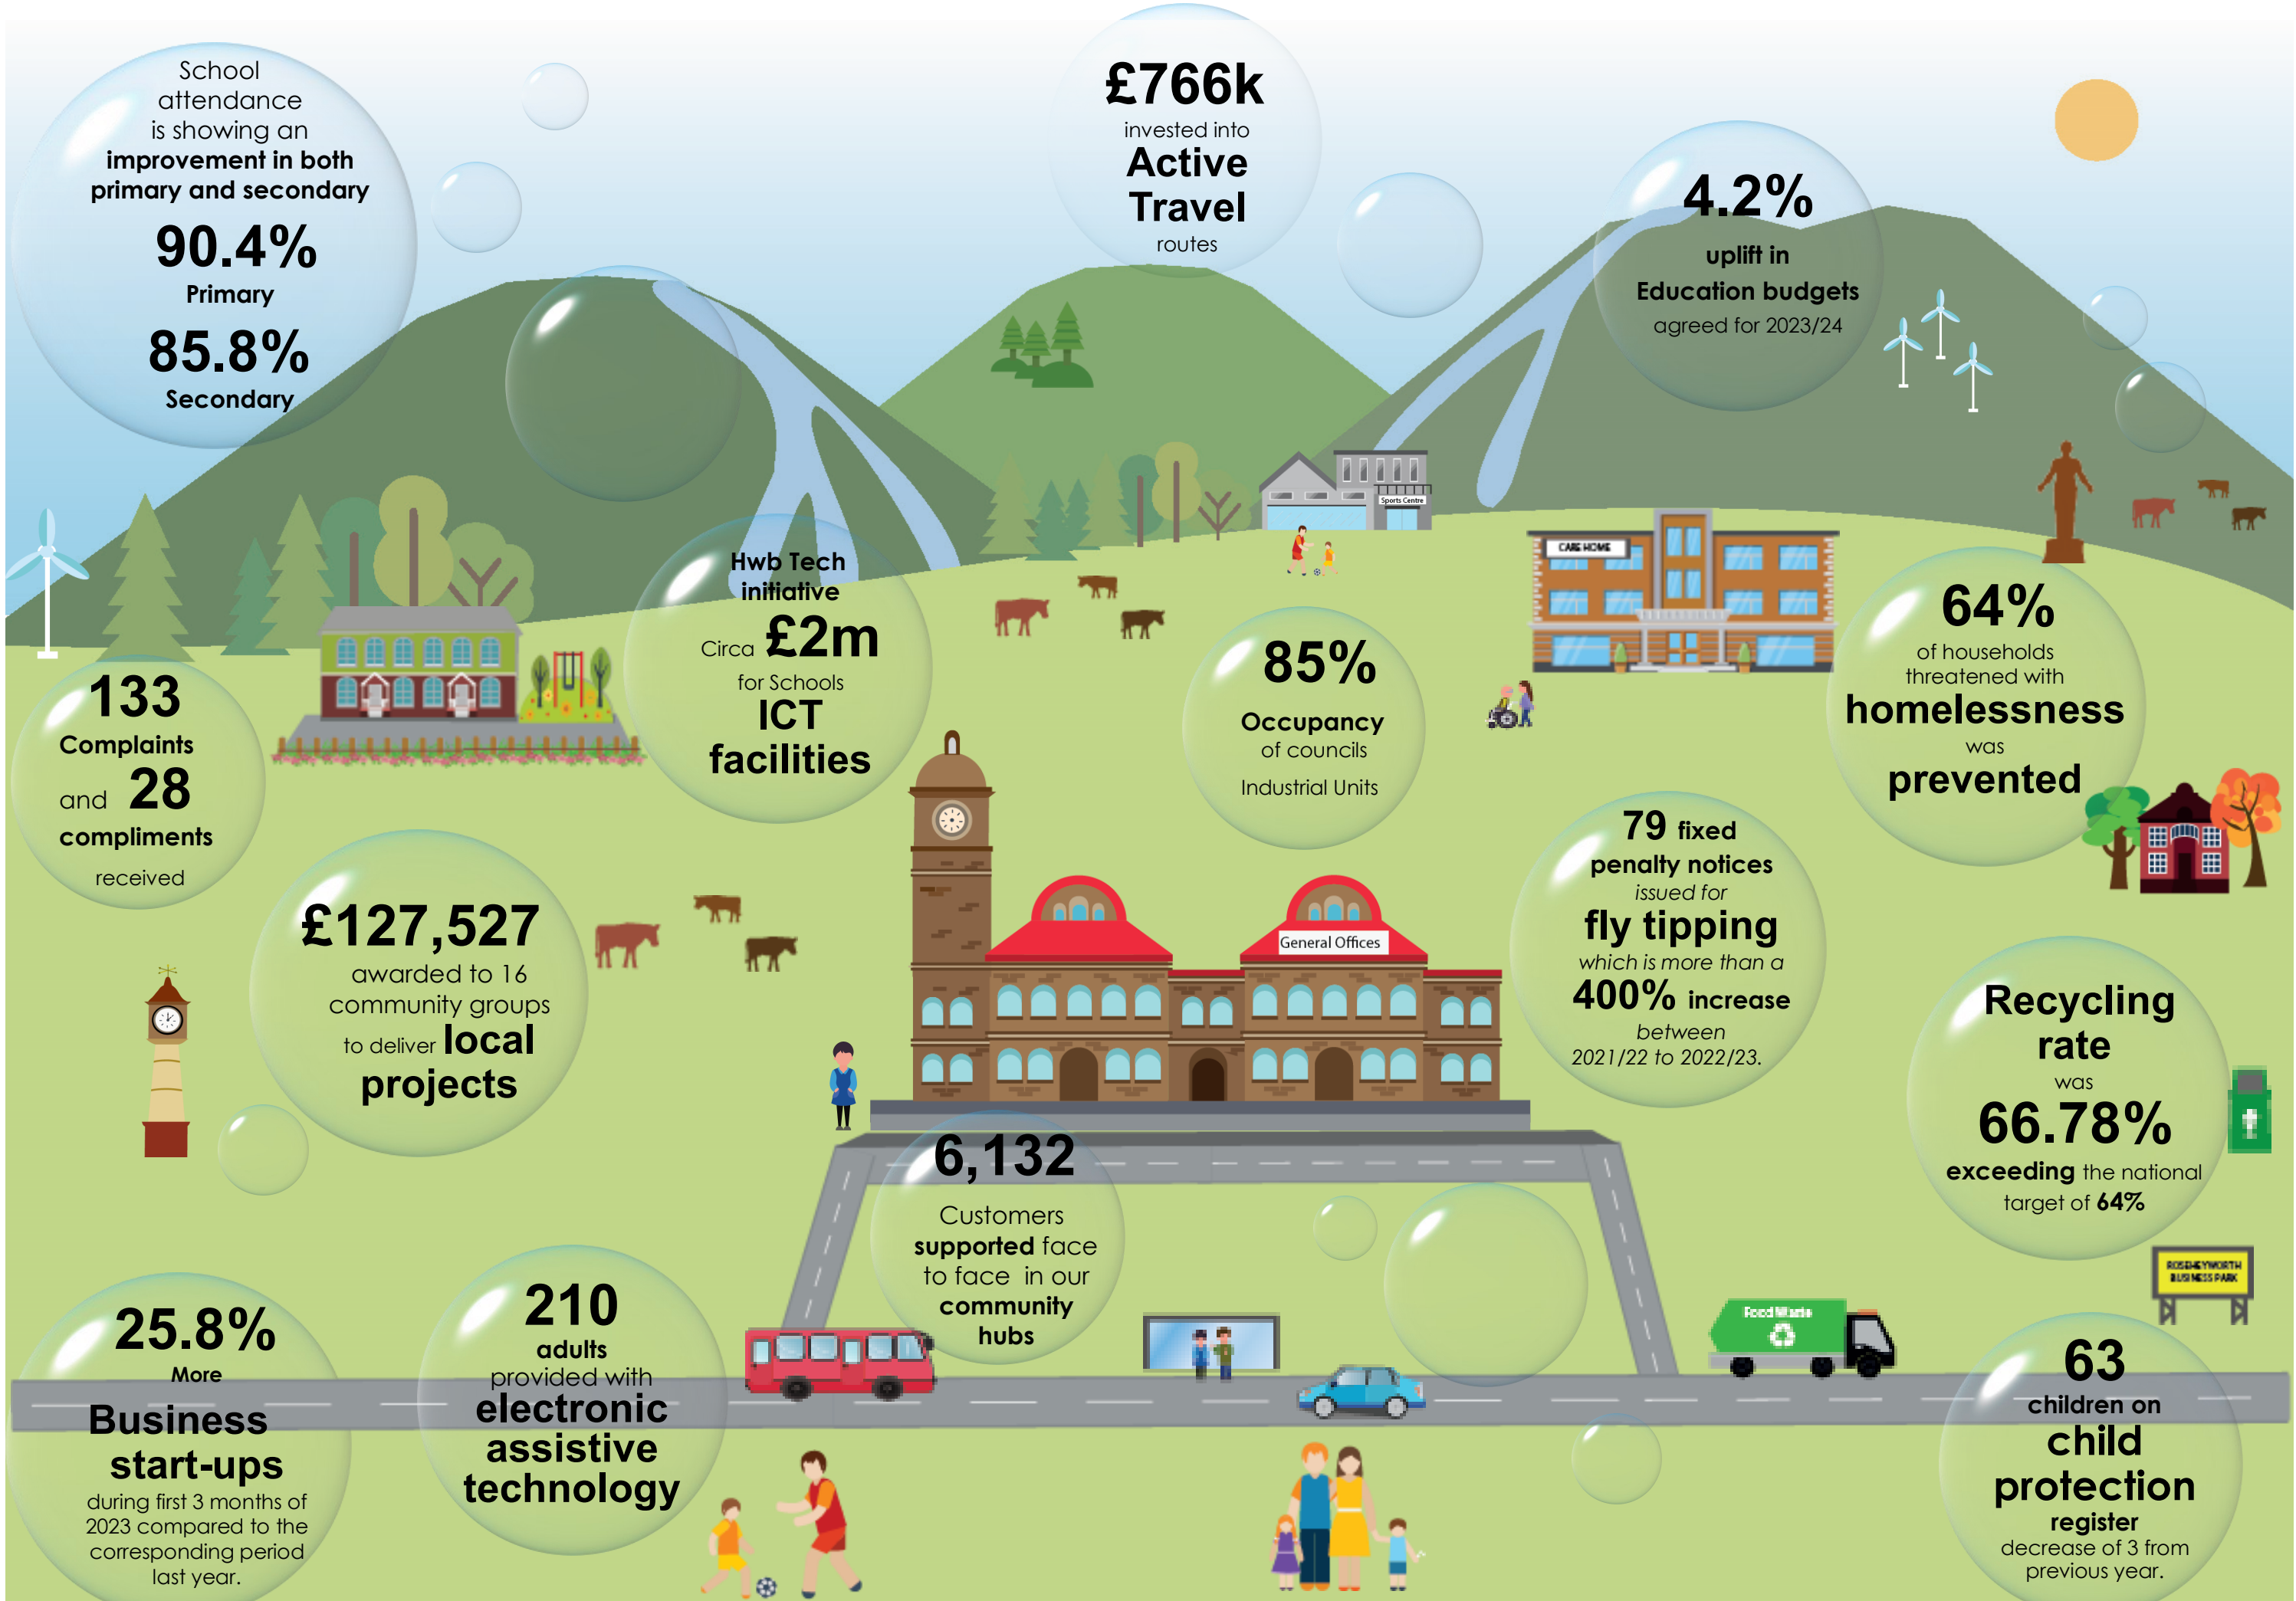 School
attendance
is showing an
improvement in both
primary and secondary
90.4%
Primary
85.8%
Secondary
£766k
invested into
Active
Travel
routes
4.2%
uplift in
Education budgets
agreed for 2023/24
Sports Centre
CARE HOME
Hwb Tech
initiative
Circa £2m
for Schools
ICT
facilities
85%
Occupancy
of councils
Industrial Units
64%
of households
threatened with
homelessness
was
prevented
133
Complaints
and 28
compliments
received
£127,527
awarded to 16
community groups
to deliver local
projects
General Offices
79 fixed
penalty notices
issued for
fly tipping
which is more than a
400% increase
between
2021/22 to 2022/23.
Recycling
rate
was
66.78%
exceeding the national
target of 64%
6,132
Customers
supported face
to face in our
community
hubs
25.8%
More
Business
start-ups
during first 3 months of
2023 compared to the
corresponding period
last year.
210
adults
provided with
electronic
assistive
technology
Food Waste
ROSEHEYWORTH
BUSINESS PARK
63
children on
child
protection
register
decrease of 3 from
previous year.